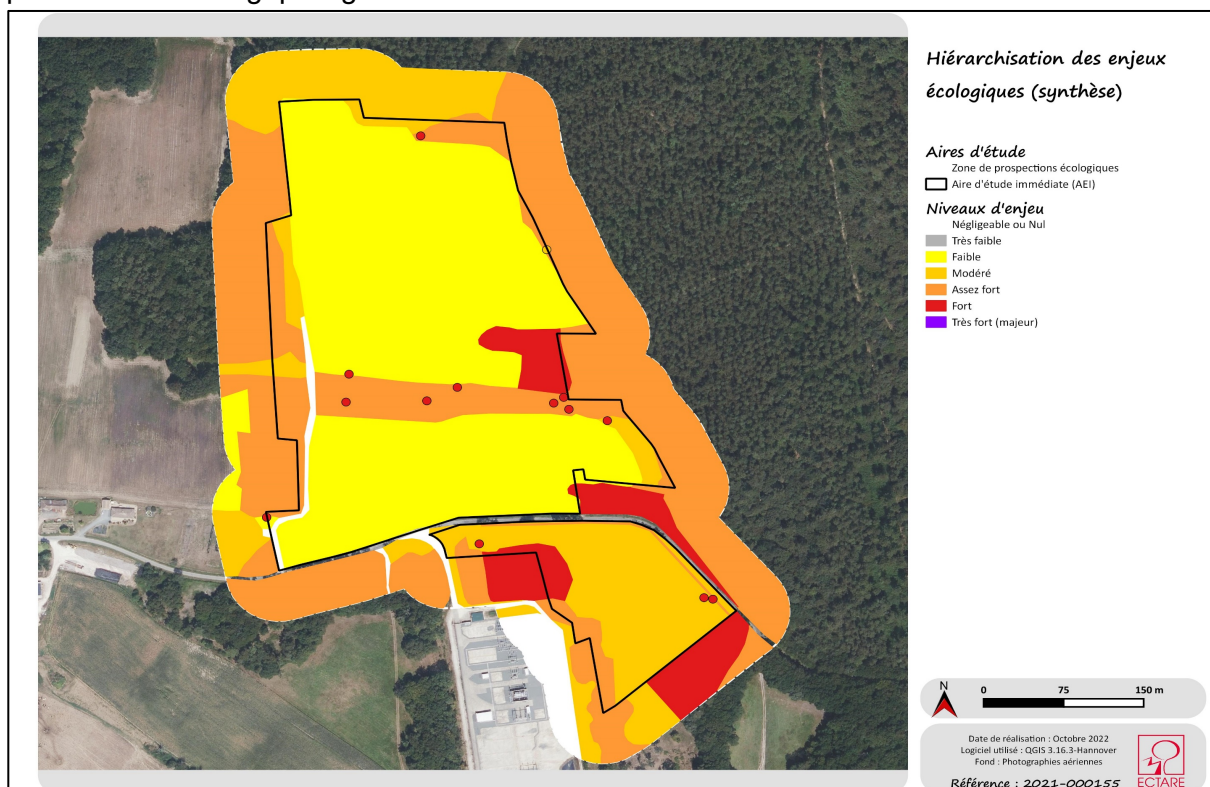 Hiérarchisation des enjeux
écologiques (synthèse)
Aires d'étude
Zone de prospections écologiques
Aire d'étude immédiate (AEI)
Niveaux d'enjeu
Négligeable ou Nul
Très faible
Faible
Modéré
Assez fort
Fort
Très fort (majeur)
N
0 75 150 m
Date de réalisation : Octobre 2022
Logiciel utilisé : QGIS 3.16.3-Hannover
Fond : Photographies aériennes
Référence : 2021-000155
ECTARE